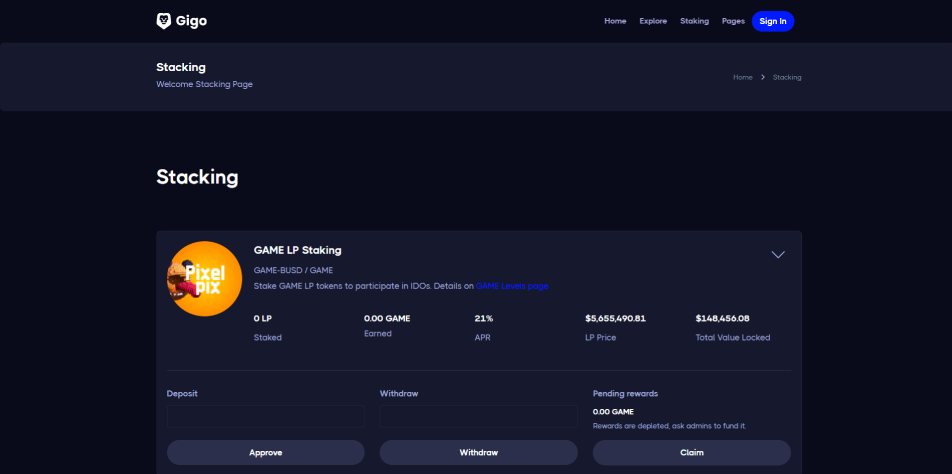 Gigo
Home Explore Staking Pages Sign In
Stacking
Welcome Stacking Page
Home > Stacking
Stacking
Pixel
pix
GAME LP Staking
GAME-BUSD / GAME
Stake GAME LP tokens to participate in IDOs. Details on GAME Levels page
0 LP 0.00 GAME 21% $5,655,490.81 $148,456.08
Staked Earned APR LP Price Total Value Locked
Deposit Withdraw Pending rewards
0.00 GAME
Rewards are depleted, ask admins to fund it.
Approve Withdraw Claim